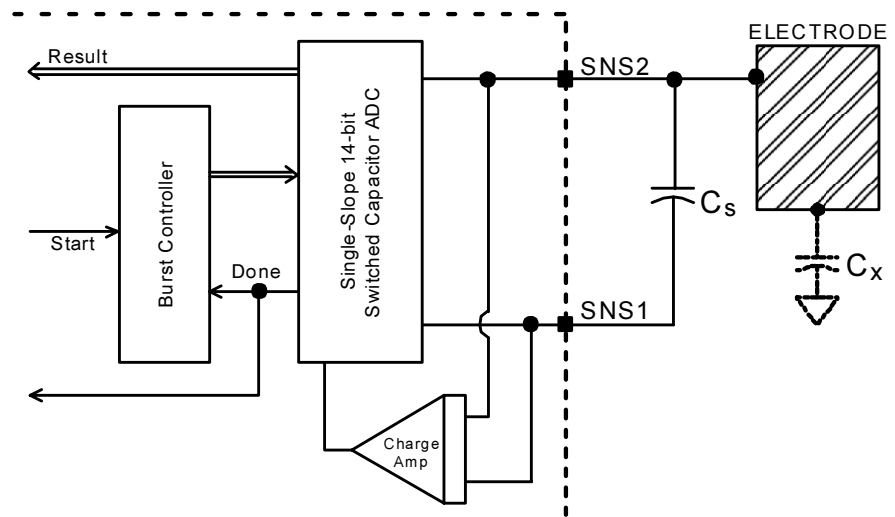 ELECTRODE
Result
SNS2
Single-Slope 14-bit
Switched Capacitor ADC
Burst Controller
Start
Done
Cs
Cx
SNS1
Charge
Amp